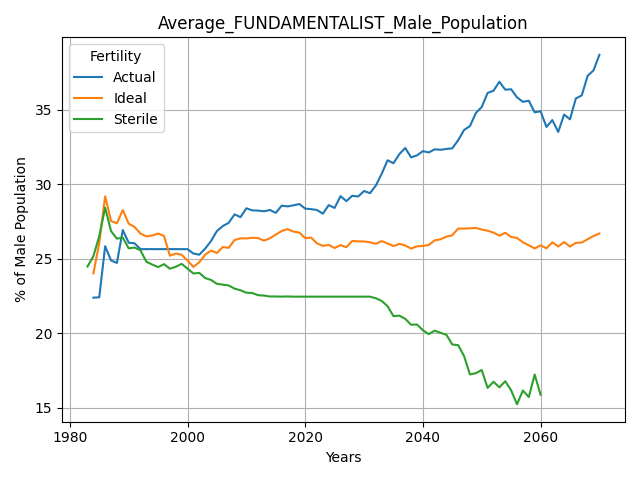 Average_FUNDAMENTALIST_Male_Population
Fertility
Actual
Ideal
Sterile
% of Male Population
35
30
25
20
15
1980
2000
2020
2040
2060
Years